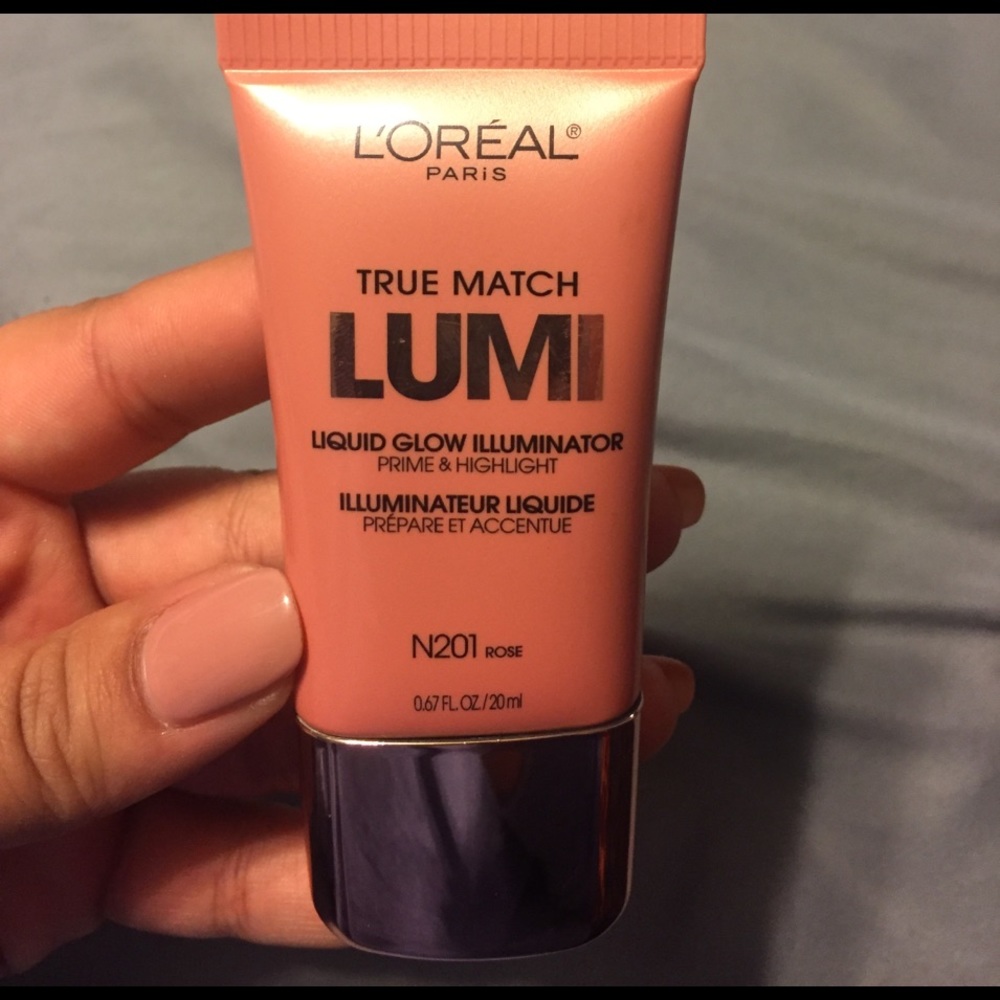 L'ORÉAL®
PARiS
TRUE MATCH
LUMI
LIQUID GLOW ILLUMINATOR
PRIME & HIGHLIGHT
ILLUMINATEUR LIQUIDE
PRÉPARE ET ACCENTUE
N201 ROSE
0.67 FL. OZ./20 ml